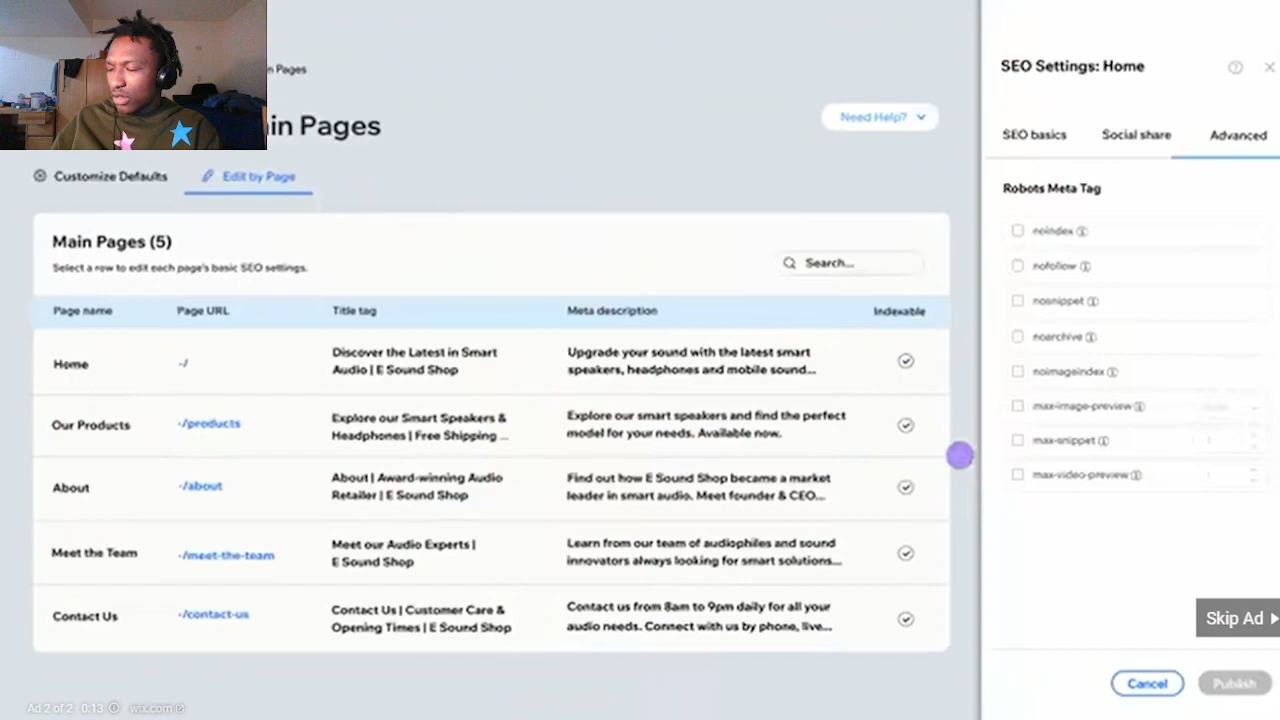 n Pages
in Pages
Need Help?
Customize Defaults
Edit by Page
Main Pages (5)
Select a row to edit each page's basic SEO settings.
Search...
Page name Page URL Title tag Meta description Indexable
Home -/ Discover the Latest in Smart Upgrade your sound with the latest smart
Audio | E Sound Shop speakers, headphones and mobile sound...
Our Products -/products Explore our Smart Speakers & Explore our smart speakers and find the perfect
Headphones | Free Shipping ... model for your needs. Available now.
About -/about About | Award-winning Audio Find out how E Sound Shop became a market
Retailer | E Sound Shop leader in smart audio. Meet founder & CEO...
Meet the Team -/meet-the-team Meet our Audio Experts | Learn from our team of audiophiles and sound
E Sound Shop innovators always looking for smart solutions...
Contact Us -/contact-us Contact Us | Customer Care & Contact us from 8am to 9pm daily for all your
Opening Times | E Sound Shop audio needs. Connect with us by phone, live...
SEO Settings: Home
SEO basics Social share Advanced
Robots Meta Tag
noindex
nofollow
nosnippet
noarchive
noimageindex
max-image-preview
max-snippet
max-video-preview
Skip Ad
Cancel Publish
Ad 2 of 2 · 0:13 wix.com